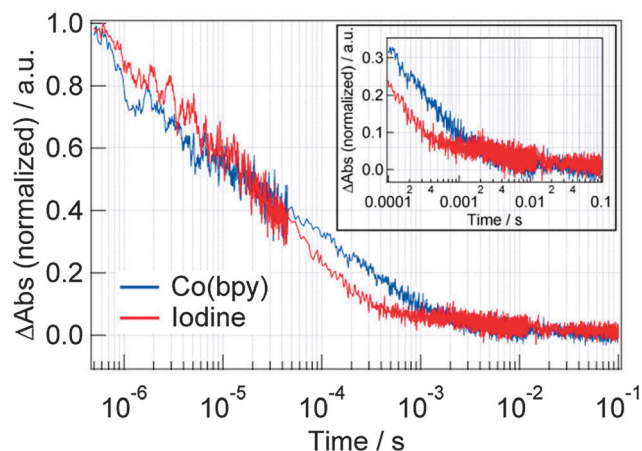 ΔAbs (normalized) / a.u.
1.0
0.8
0.6
0.4
0.2
0.0
Co(bpy)
Iodine
10⁻⁶ 10⁻⁵ 10⁻⁴ 10⁻³ 10⁻² 10⁻¹
Time / s
ΔAbs (normalized) / a.u.
0.3
0.2
0.1
0.0
2 4 2 4 2 4
0.0001 0.001 0.01 0.1
Time / s